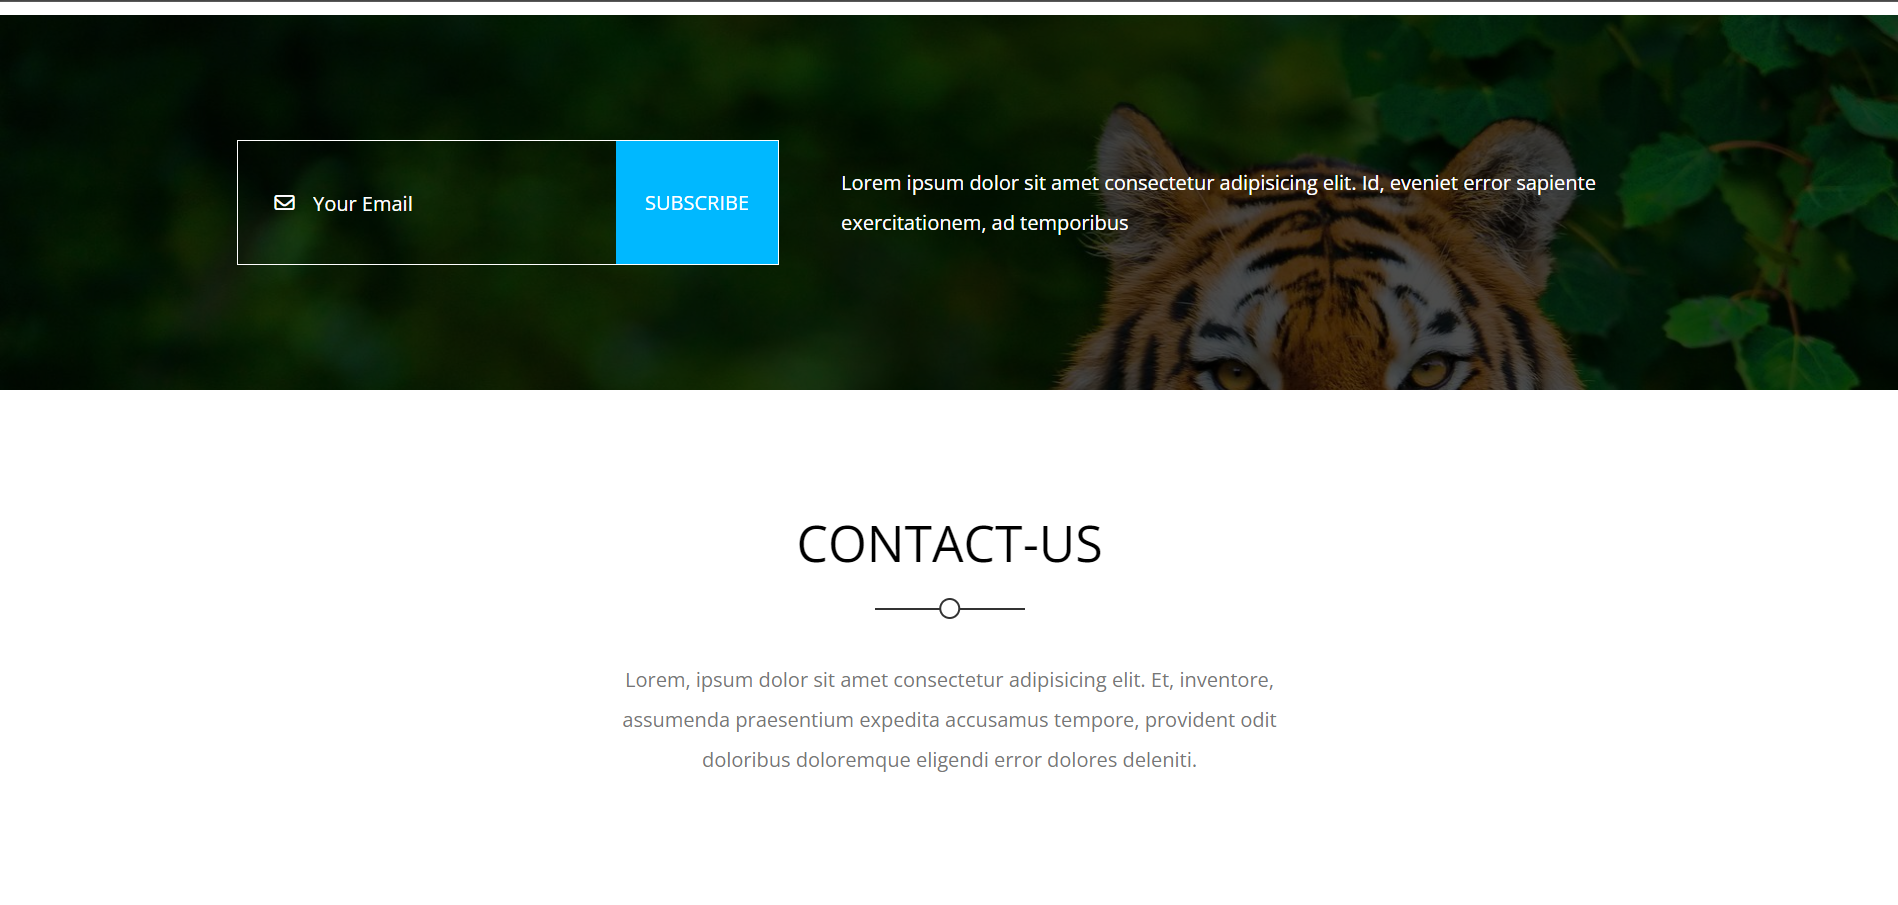 Your Email
SUBSCRIBE
Lorem ipsum dolor sit amet consectetur adipisicing elit. Id, eveniet error sapiente
exercitationem, ad temporibus
CONTACT-US
Lorem, ipsum dolor sit amet consectetur adipisicing elit. Et, inventore,
assumenda praesentium expedita accusamus tempore, provident odit
doloribus doloremque eligendi error dolores deleniti.